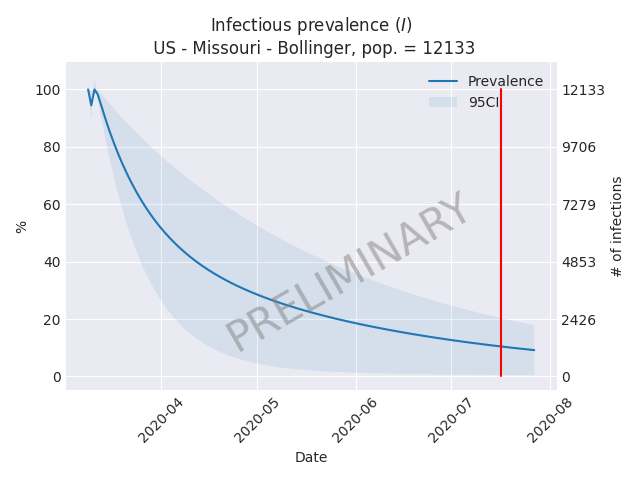 Infectious prevalence (I)
US - Missouri - Bollinger, pop. = 12133
Prevalence
95CI
100
80
60
40
20
0
%
12133
9706
7279
4853
2426
0
# of infections
PRELIMINARY
2020-04
2020-05
2020-06
2020-07
2020-08
Date